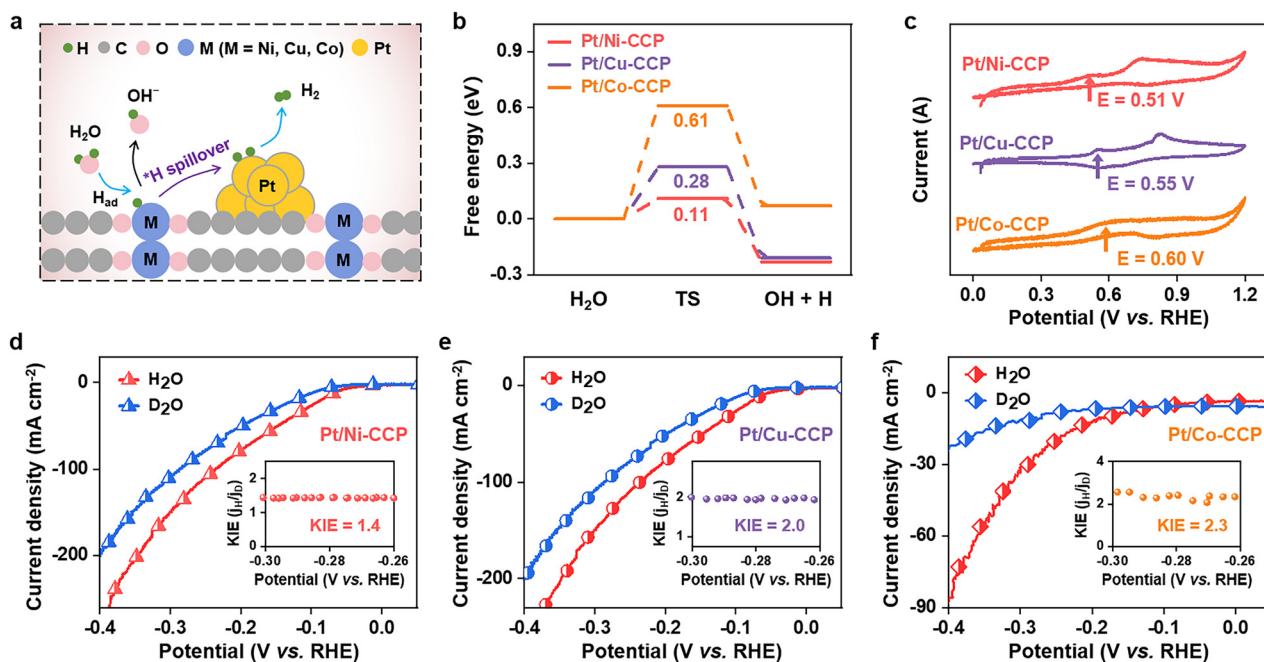 a
H C O M (M = Ni, Cu, Co) Pt
OH⁻
H₂
H₂O
*H spillover
Pt
Had
M
M
M
M
b
Free energy (eV)
0.9
0.6
0.3
0.0
-0.3
Pt/Ni-CCP
Pt/Cu-CCP
Pt/Co-CCP
0.61
0.28
0.11
H₂O TS OH + H
c
Current (A)
Pt/Ni-CCP
E = 0.51 V
Pt/Cu-CCP
E = 0.55 V
Pt/Co-CCP
E = 0.60 V
0.0 0.3 0.6 0.9 1.2
Potential (V vs. RHE)
d
Current density (mA cm⁻²)
0
-100
-200
H₂O
D₂O
Pt/Ni-CCP
KIE (jH/jD)
2
1
0
KIE = 1.4
-0.30 -0.28 -0.26
Potential (V vs. RHE)
-0.4 -0.3 -0.2 -0.1 0.0
Potential (V vs. RHE)
e
Current density (mA cm⁻²)
0
-100
-200
H₂O
D₂O
Pt/Cu-CCP
KIE (jH/jD)
2
1
KIE = 2.0
-0.30 -0.28 -0.26
Potential (V vs. RHE)
-0.4 -0.3 -0.2 -0.1 0.0
Potential (V vs. RHE)
f
Current density (mA cm⁻²)
0
-30
-60
-90
H₂O
D₂O
Pt/Co-CCP
KIE (jH/jD)
4
2
0
KIE = 2.3
-0.30 -0.28 -0.26
Potential (V vs. RHE)
-0.4 -0.3 -0.2 -0.1 0.0
Potential (V vs. RHE)